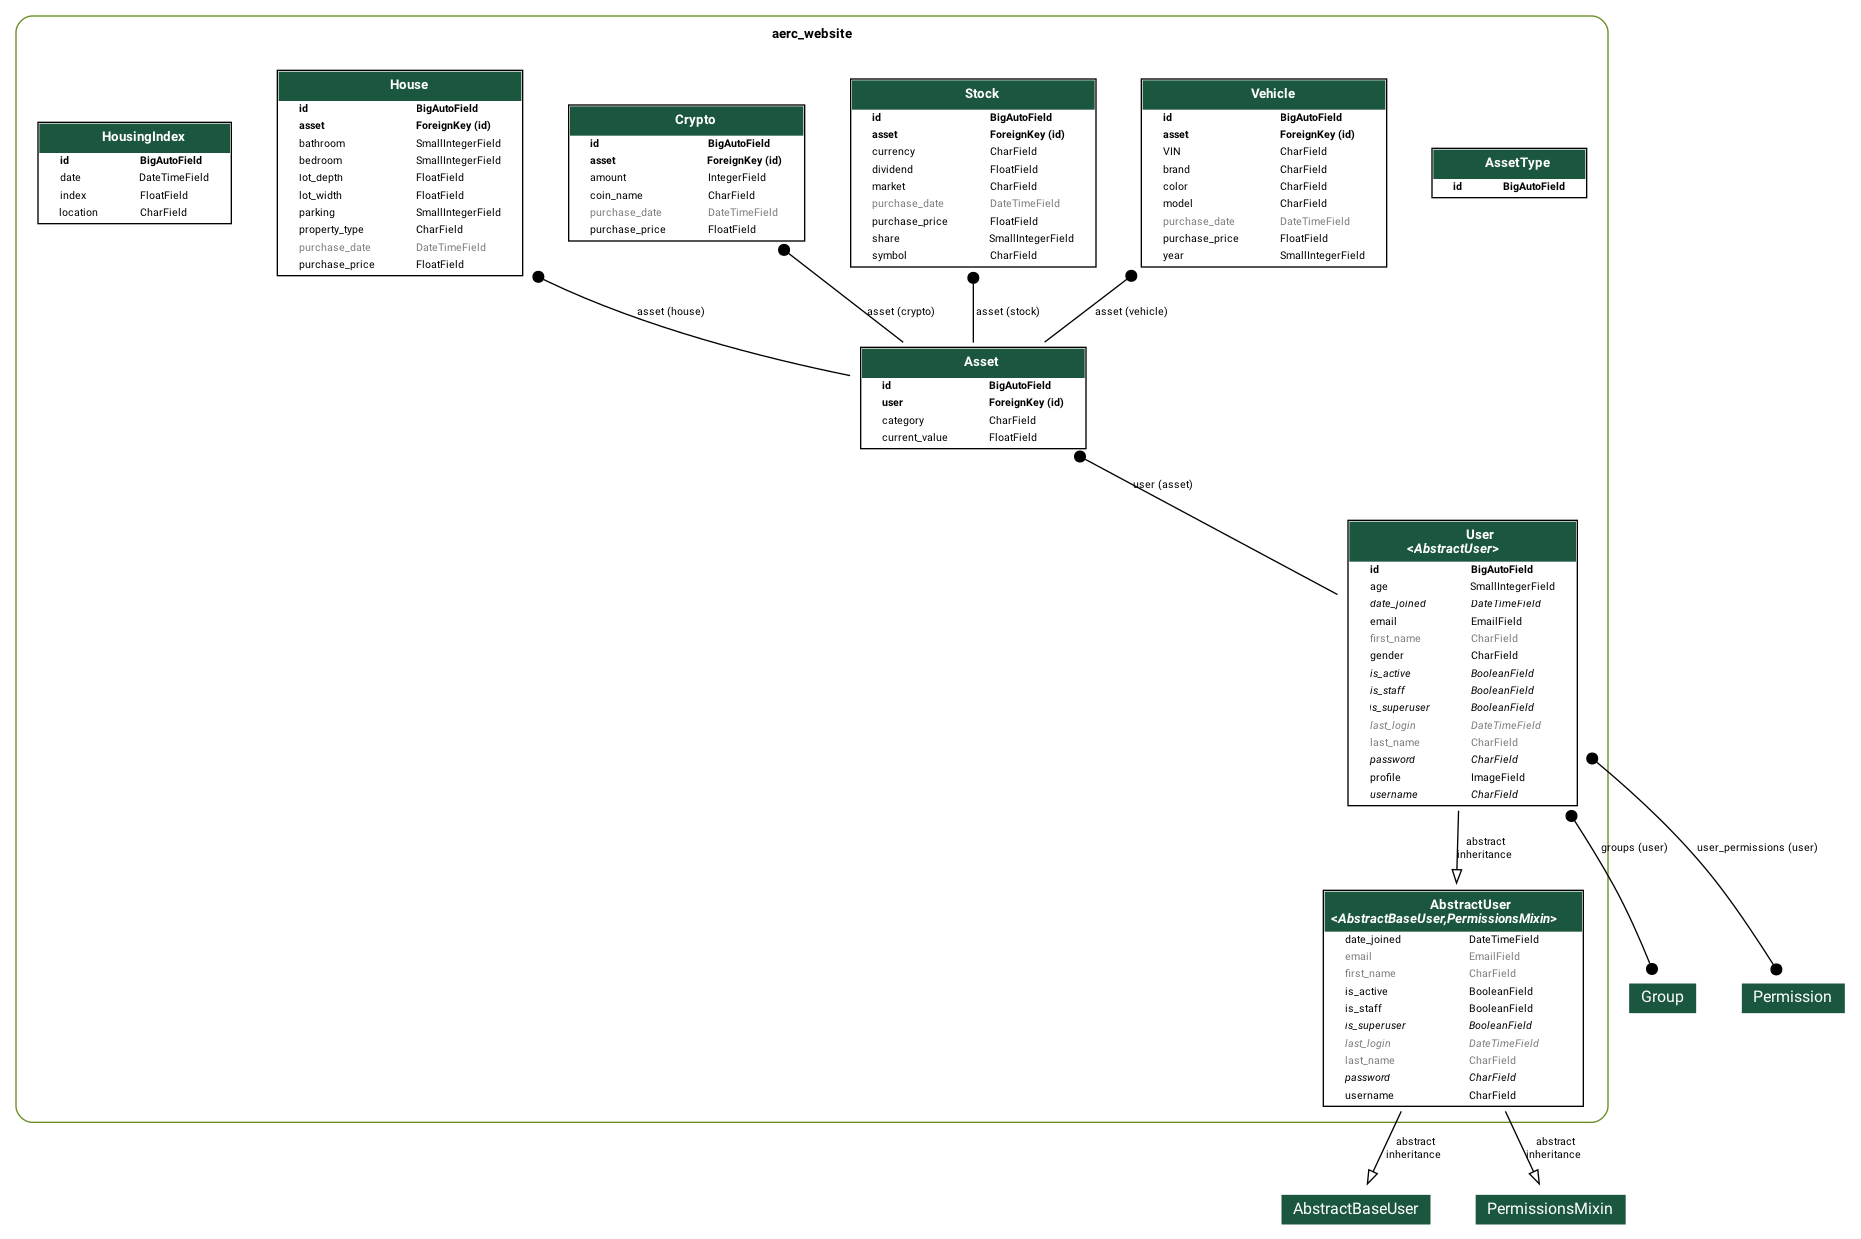 aerc_website
HousingIndex
id BigAutoField
date DateTimeField
index FloatField
location CharField
House
id BigAutoField
asset ForeignKey (id)
bathroom SmallIntegerField
bedroom SmallIntegerField
lot_depth FloatField
lot_width FloatField
parking SmallIntegerField
property_type CharField
purchase_date DateTimeField
purchase_price FloatField
Crypto
id BigAutoField
asset ForeignKey (id)
amount IntegerField
coin_name CharField
purchase_date DateTimeField
purchase_price FloatField
Stock
id BigAutoField
asset ForeignKey (id)
currency CharField
dividend FloatField
market CharField
purchase_date DateTimeField
purchase_price FloatField
share SmallIntegerField
symbol CharField
Vehicle
id BigAutoField
asset ForeignKey (id)
VIN CharField
brand CharField
color CharField
model CharField
purchase_date DateTimeField
purchase_price FloatField
year SmallIntegerField
AssetType
id BigAutoField
asset (house)
asset (crypto)
asset (stock)
asset (vehicle)
Asset
id BigAutoField
user ForeignKey (id)
category CharField
current_value FloatField
user (asset)
User
<AbstractUser>
id BigAutoField
age SmallIntegerField
date_joined DateTimeField
email EmailField
first_name CharField
gender CharField
is_active BooleanField
is_staff BooleanField
is_superuser BooleanField
last_login DateTimeField
last_name CharField
password CharField
profile ImageField
username CharField
abstract
inheritance
groups (user)
user_permissions (user)
AbstractUser
<AbstractBaseUser,PermissionsMixin>
date_joined DateTimeField
email EmailField
first_name CharField
is_active BooleanField
is_staff BooleanField
is_superuser BooleanField
last_login DateTimeField
last_name CharField
password CharField
username CharField
Group
Permission
abstract
inheritance
abstract
inheritance
AbstractBaseUser
PermissionsMixin